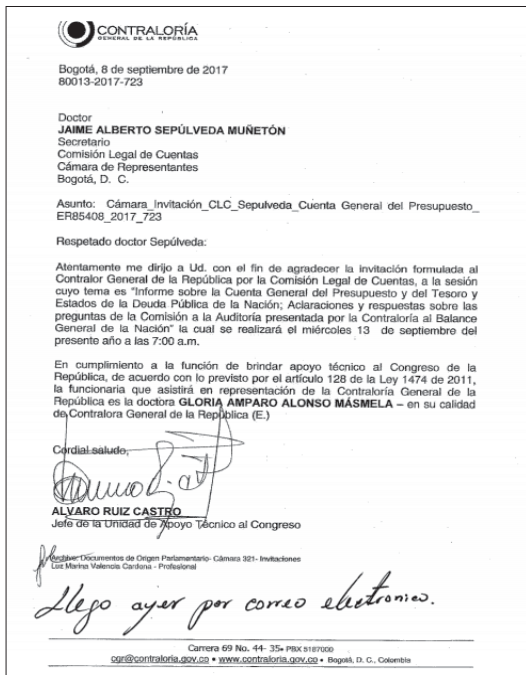 CONTRALORÍA
GENERAL DE LA REPÚBLICA
Bogotá, 8 de septiembre de 2017
80013-2017-723
Doctor
JAIME ALBERTO SEPÚLVEDA MUÑETÓN
Secretario
Comisión Legal de Cuentas
Cámara de Representantes
Bogotá, D. C.
Asunto: Cámara_Invitación_CLC_Sepulveda_Cuenta General del Presupuesto_
ER85408_2017_723
Respetado doctor Sepúlveda:
Atentamente me dirijo a Ud. con el fin de agradecer la invitación formulada al
Contralor General de la República por la Comisión Legal de Cuentas, a la sesión
cuyo tema es "Informe sobre la Cuenta General del Presupuesto y del Tesoro y
Estados de la Deuda Pública de la Nación; Aclaraciones y respuestas sobre las
preguntas de la Comisión a la Auditoría presentada por la Contraloría al Balance
General de la Nación" la cual se realizará el miércoles 13 de septiembre del
presente año a las 7:00 a.m.
En cumplimiento a la función de brindar apoyo técnico al Congreso de la
República, de acuerdo con lo previsto por el artículo 128 de la Ley 1474 de 2011,
la funcionaria que asistirá en representación de la Contraloría General de la
República es la doctora GLORIA AMPARO ALONSO MÁSMELA – en su calidad
de Contralora General de la República (E.)
Cordial saludo,
ALVARO RUIZ CASTRO
Jefe de la Unidad de Apoyo Técnico al Congreso
Archivo: Documentos de Origen Parlamentario- Cámara 321- Invitaciones
Luz Marina Valencia Cardona - Profesional
Llego ayer por correo electronico.
Carrera 69 No. 44- 35• PBX 5187000
cgr@contraloria.gov.co • www.contraloria.gov.co • Bogotá, D. C., Colombia